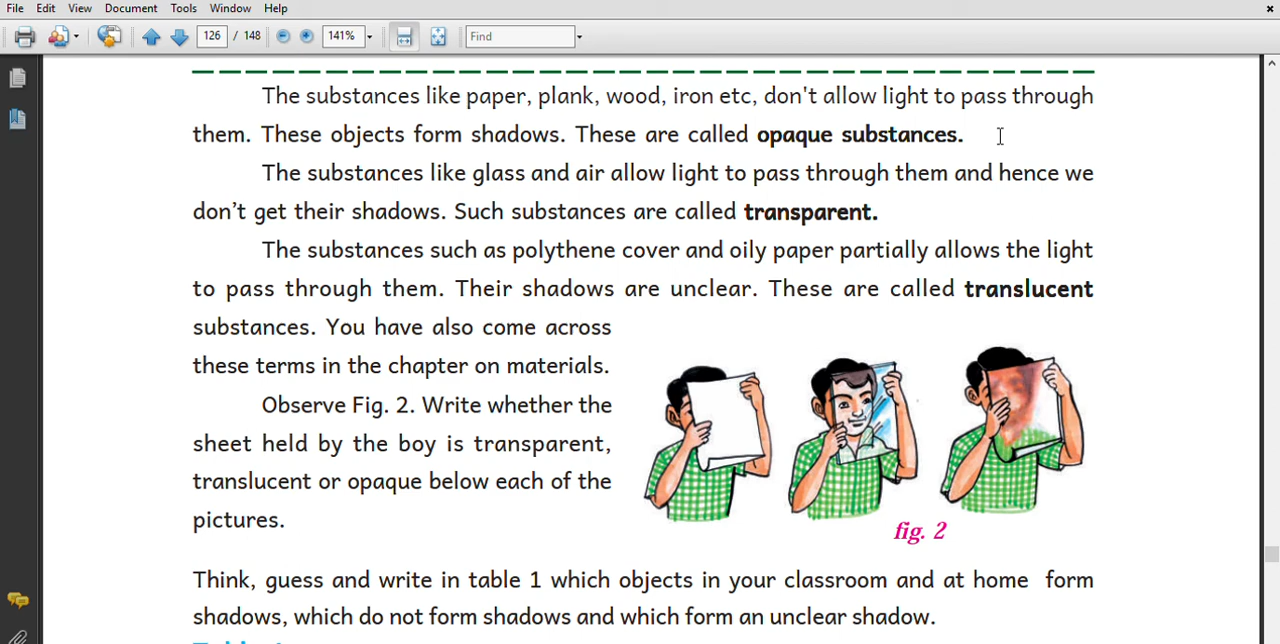 File Edit View Document Tools Window Help
126 / 148 141% Find
The substances like paper, plank, wood, iron etc, don't allow light to pass through
them. These objects form shadows. These are called opaque substances.
The substances like glass and air allow light to pass through them and hence we
don't get their shadows. Such substances are called transparent.
The substances such as polythene cover and oily paper partially allows the light
to pass through them. Their shadows are unclear. These are called translucent
substances. You have also come across
these terms in the chapter on materials.
Observe Fig. 2. Write whether the
sheet held by the boy is transparent,
translucent or opaque below each of the
pictures.
fig. 2
Think, guess and write in table 1 which objects in your classroom and at home form
shadows, which do not form shadows and which form an unclear shadow.